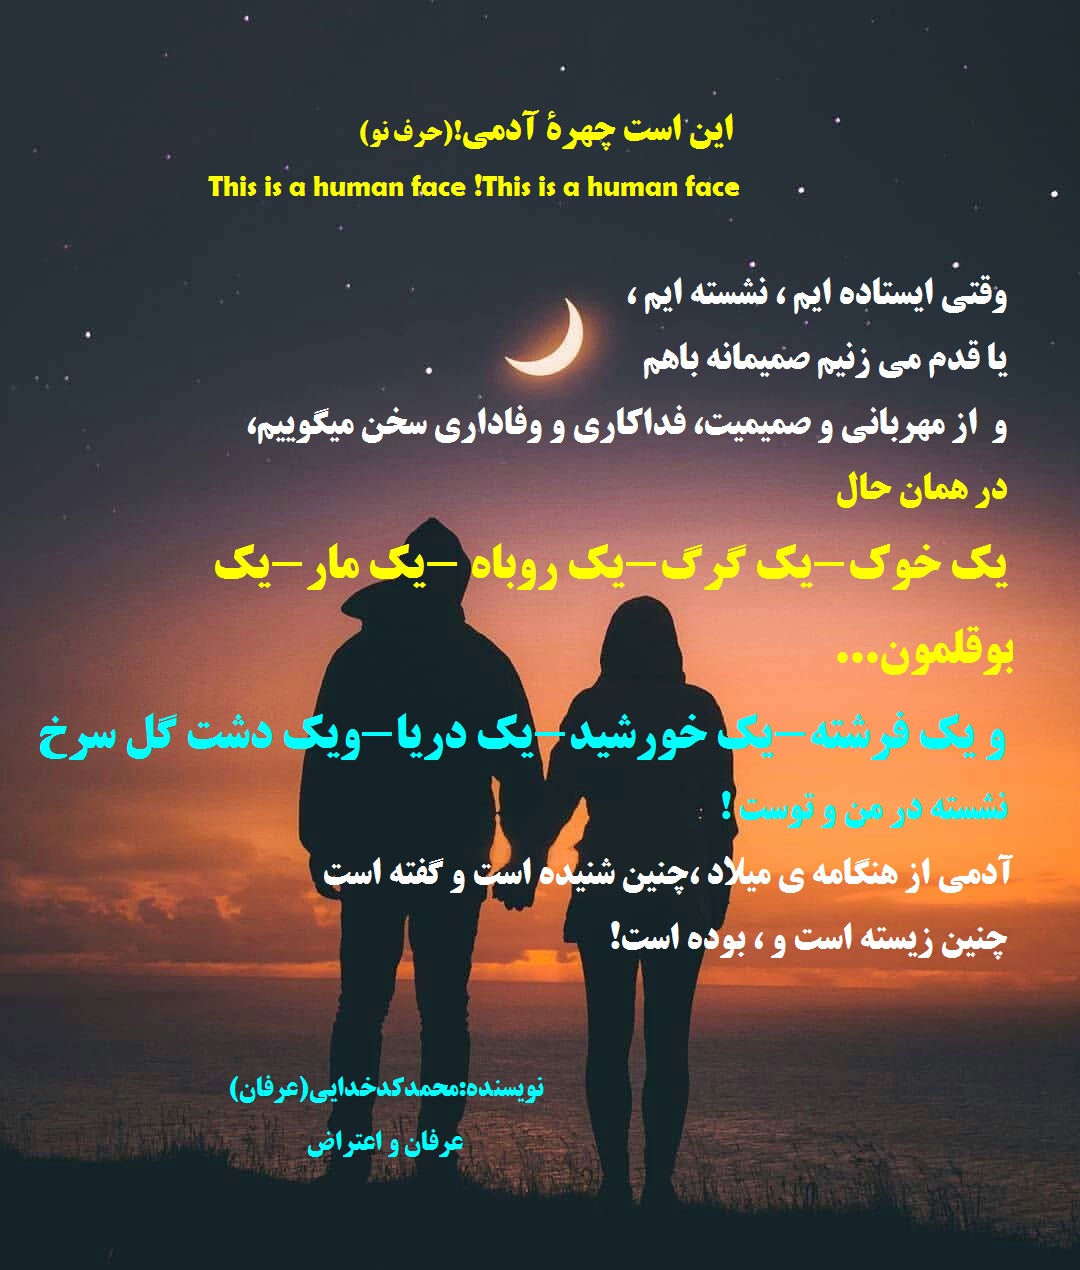 این است چهرهٔ آدمی!(حرف نو)
This is a human face !This is a human face
وقتی ایستاده ایم ، نشسته ایم ،
یا قدم می زنیم صمیمانه باهم
و از مهربانی و صمیمیت، فداکاری و وفاداری سخن میگوییم،
در همان حال
یک خوک-یک گرگ-یک روباه -یک مار-یک
بوقلمون...
و یک فرشته-یک خورشید-یک دریا-ویک دشت گل سرخ
نشسته در من و توست !
آدمی از هنگامه ی میلاد ،چنین شنیده است و گفته است
چنین زیسته است و ، بوده است!
نویسنده:محمدکدخدایی(عرفان)
عرفان و اعتراض